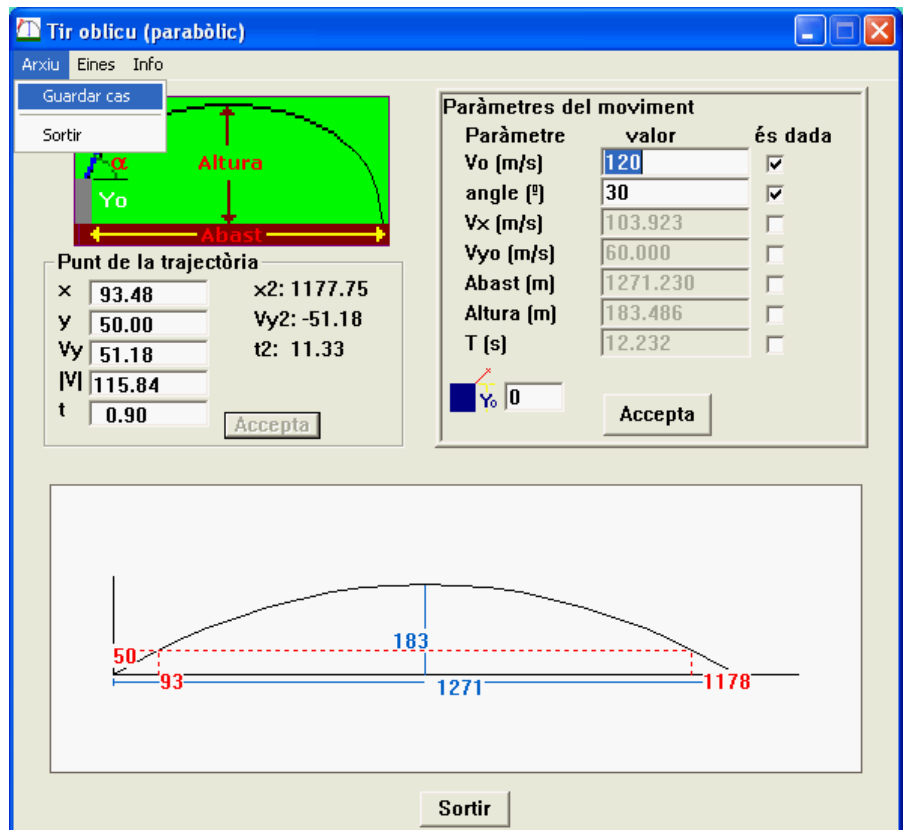 Tir oblicu (parabòlic)
Arxiu Eines Info
Guardar cas
Sortir
α
Altura
Yo
Abast
Paràmetres del moviment
Paràmetre valor és dada
Vo (m/s) 120
angle (º) 30
Vx (m/s) 103.923
Vyo (m/s) 60.000
Abast (m) 1271.230
Altura (m) 183.486
T (s) 12.232
Yo 0
Accepta
Punt de la trajectòria
x 93.48 x2: 1177.75
y 50.00 Vy2: -51.18
Vy 51.18 t2: 11.33
|V| 115.84
t 0.90
Accepta
183
50
93 1271 1178
Sortir